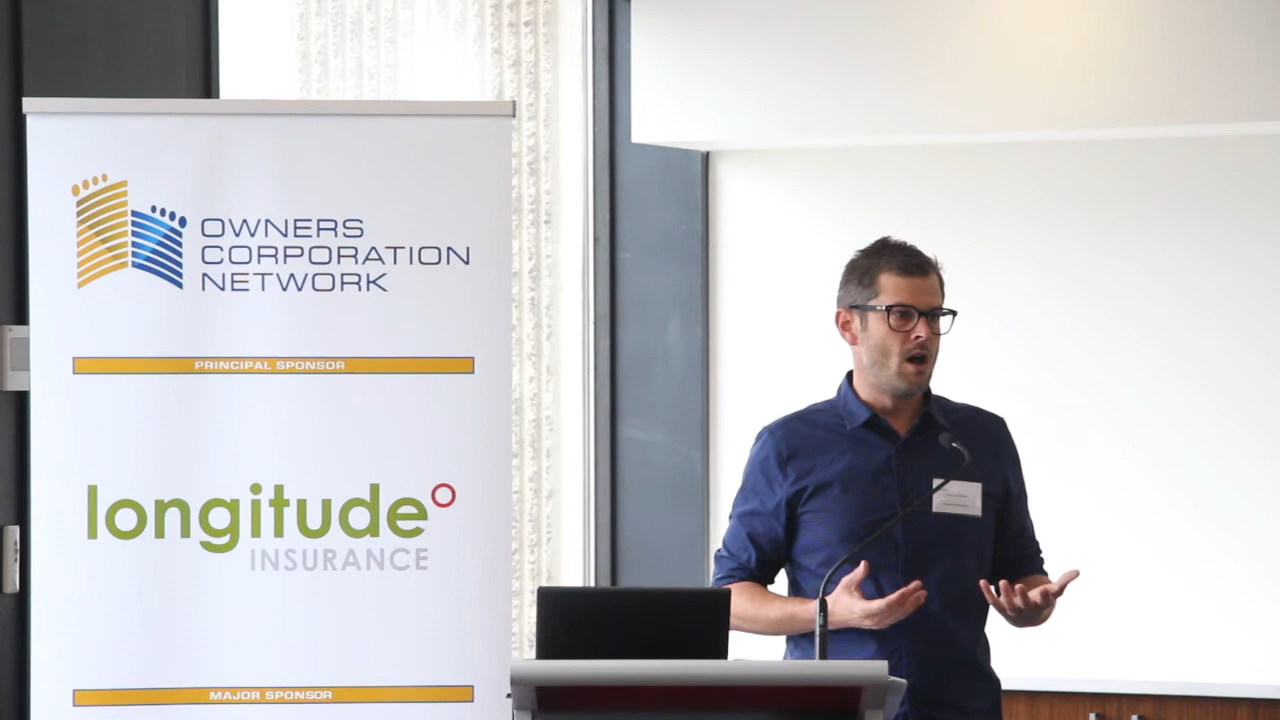 OWNERS
CORPORATION
NETWORK
PRINCIPAL SPONSOR
longitude°
INSURANCE
MAJOR SPONSOR